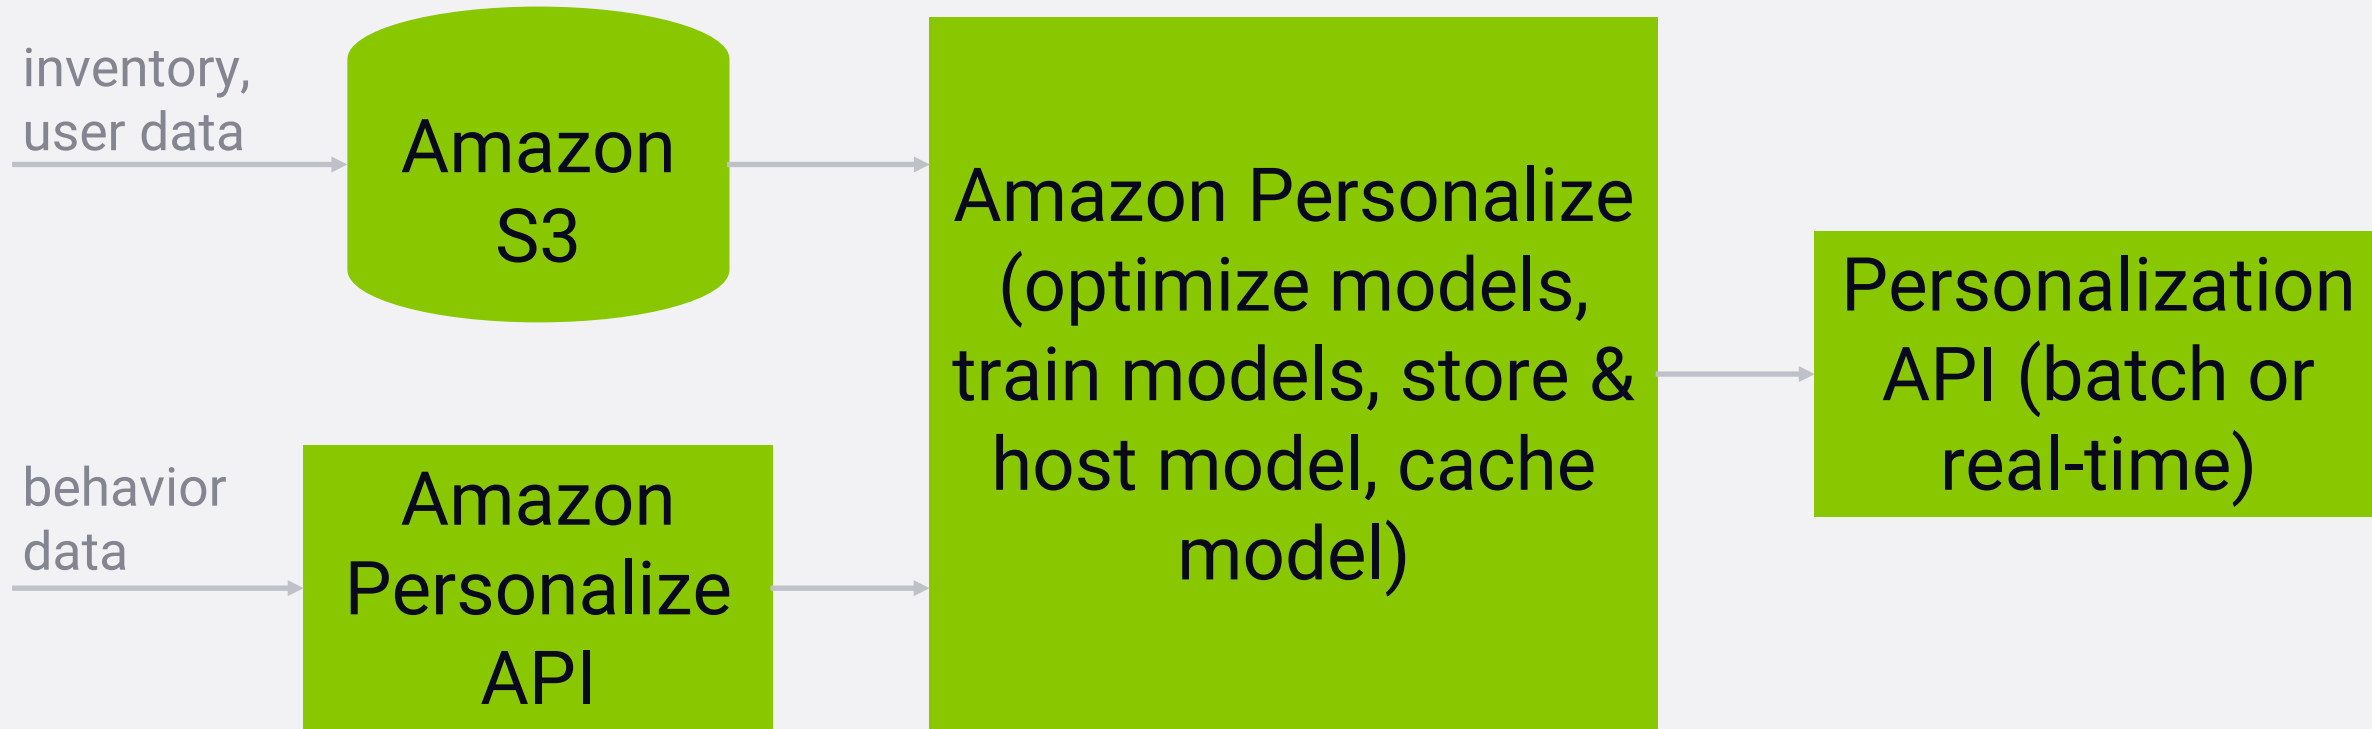 inventory,
user data
Amazon
S3
behavior
data
Amazon
Personalize
API
Amazon Personalize
(optimize models,
train models, store &
host model, cache
model)
Personalization
API (batch or
real-time)